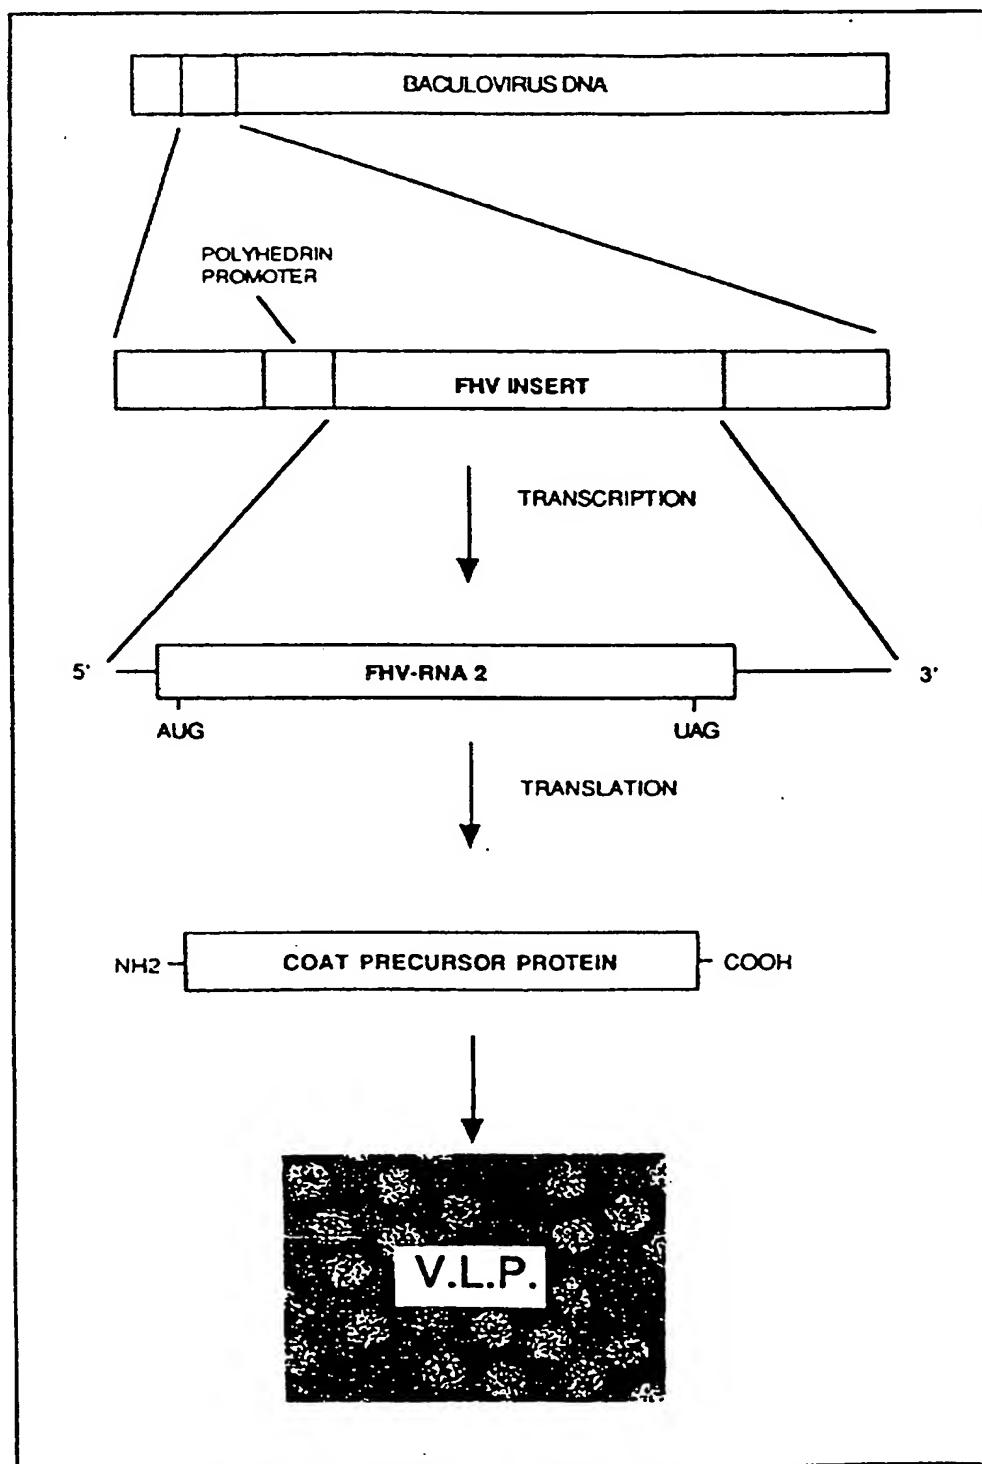 BACULOVIRUS DNA
POLYHEDRIN
PROMOTER
FHV INSERT
TRANSCRIPTION
5'
FHV-RNA 2
3'
AUG
UAG
TRANSLATION
NH2
COAT PRECURSOR PROTEIN
COOH
V.L.P.